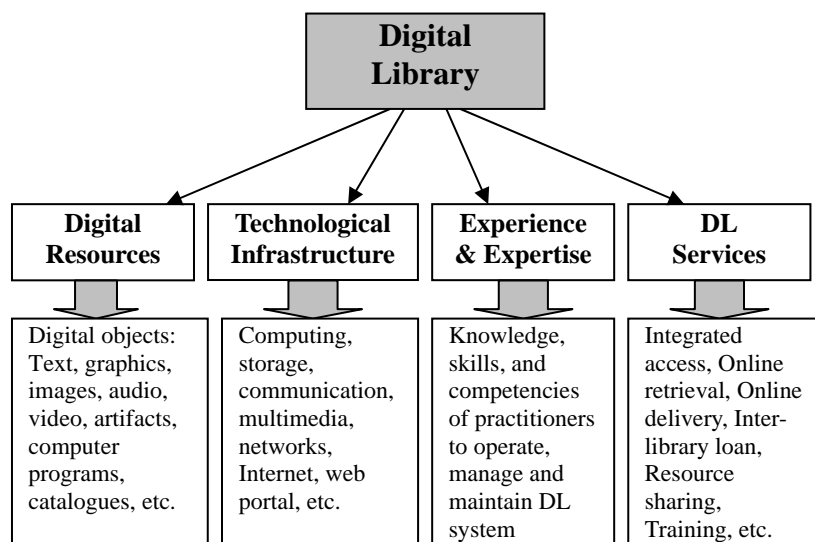 Digital
Library
Digital
Resources
Technological
Infrastructure
Experience
& Expertise
DL
Services
Digital objects:
Text, graphics,
images, audio,
video, artifacts,
computer
programs,
catalogues, etc.
Computing,
storage,
communication,
multimedia,
networks,
Internet, web
portal, etc.
Knowledge,
skills, and
competencies
of practitioners
to operate,
manage and
maintain DL
system
Integrated
access, Online
retrieval, Online
delivery, Inter-
library loan,
Resource
sharing,
Training, etc.